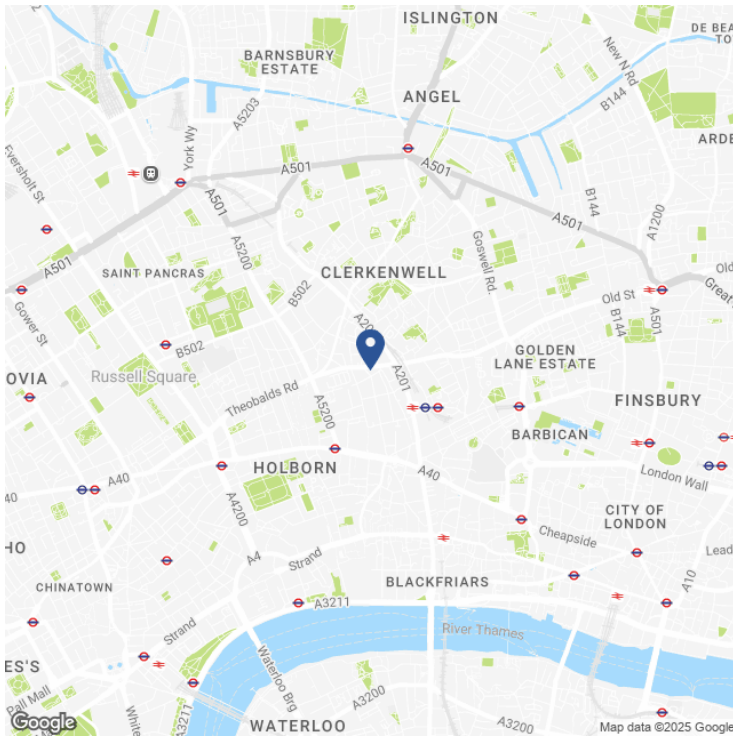 ISLINGTON
DE BEA
TO
BARNSBURY
ESTATE
New N Rd
B144
ANGEL
A5203
York Wy
A501
A501
ARDE
Eversholt St
A501
A5200
B144
A501
A1200
Goswell Rd.
SAINT PANCRAS
CLERKENWELL
Old
Great
A501
B502
Old St
Gower St
A201
B144
A501
B502
GOLDEN
LANE ESTATE
OVIA
Russell Square
A201
Theobalds Rd
FINSBURY
A5200
BARBICAN
A40
HOLBORN
A40
London Wall
40
A4200
CITY OF
LONDON
Cheapside
HO
A4
Strand
Lead
A10
CHINATOWN
BLACKFRIARS
A3211
Strand
River Thames
Waterloo Brg
ES'S
Pall Mall
A3200
White
A3211
WATERLOO
A3200
Google
Map data ©2025 Google